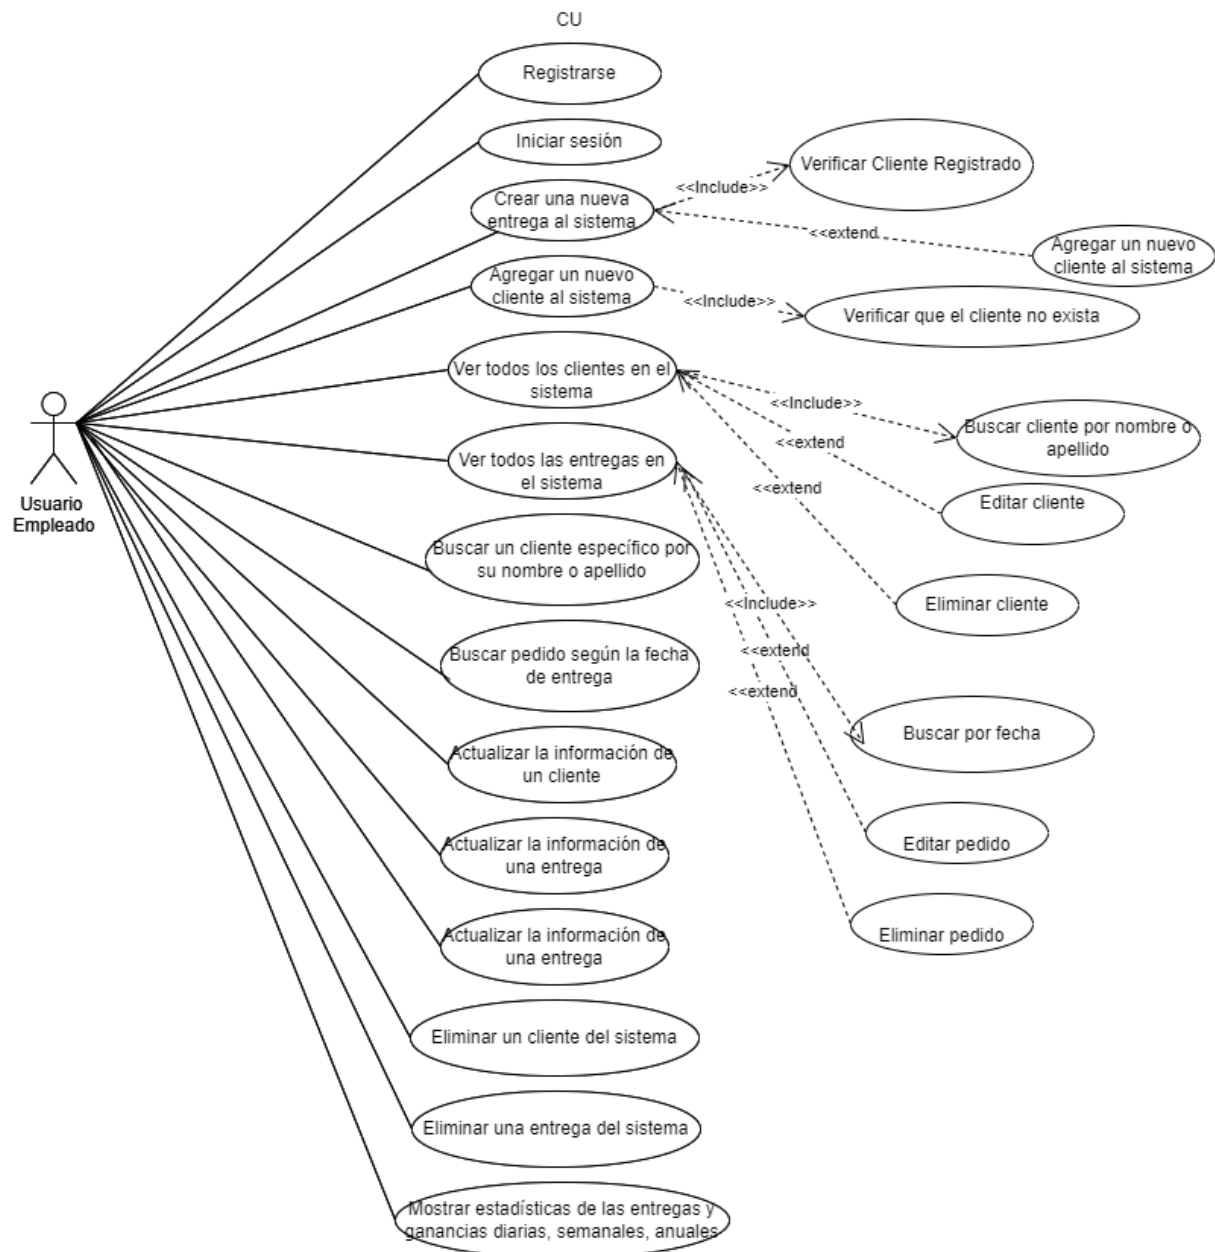 CU
Registrarse
Iniciar sesión
Verificar Cliente Registrado
<<Include>>
Crear una nueva
entrega al sistema
<<extend
Agregar un nuevo
cliente al sistema
Agregar un nuevo
cliente al sistema
<<Include>>
Verificar que el cliente no exista
Ver todos los clientes en el
sistema
<<Include>>
Buscar cliente por nombre o
apellido
<<extend
Editar cliente
<<extend
Eliminar cliente
Usuario
Empleado
Ver todos las entregas en
el sistema
<<Include>>
Buscar por fecha
<<extend
Editar pedido
<<extend
Eliminar pedido
Buscar un cliente específico por
su nombre o apellido
Buscar pedido según la fecha
de entrega
Actualizar la información de
un cliente
Actualizar la información de
una entrega
Actualizar la información de
una entrega
Eliminar un cliente del sistema
Eliminar una entrega del sistema
Mostrar estadísticas de las entregas y
ganancias diarias, semanales, anuales